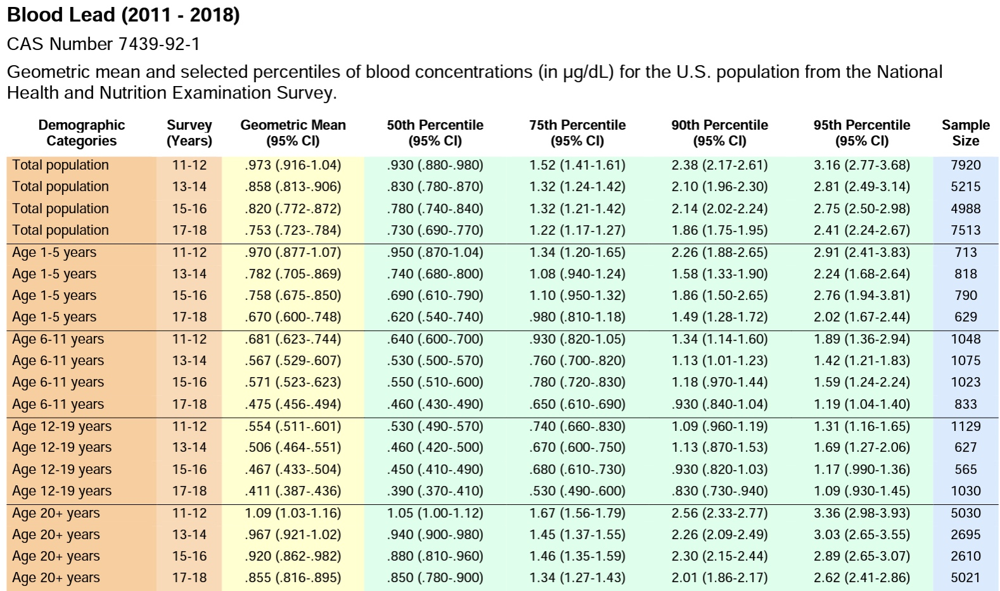 Blood Lead (2011 - 2018)
CAS Number 7439-92-1
Geometric mean and selected percentiles of blood concentrations (in µg/dL) for the U.S. population from the National
Health and Nutrition Examination Survey.
Demographic Categories Survey (Years) Geometric Mean (95% CI) 50th Percentile (95% CI) 75th Percentile (95% CI) 90th Percentile (95% CI) 95th Percentile (95% CI) Sample Size
Total population 11-12 .973 (.916-1.04) .930 (.880-.980) 1.52 (1.41-1.61) 2.38 (2.17-2.61) 3.16 (2.77-3.68) 7920
Total population 13-14 .858 (.813-.906) .830 (.780-.870) 1.32 (1.24-1.42) 2.10 (1.96-2.30) 2.81 (2.49-3.14) 5215
Total population 15-16 .820 (.772-.872) .780 (.740-.840) 1.32 (1.21-1.42) 2.14 (2.02-2.24) 2.75 (2.50-2.98) 4988
Total population 17-18 .753 (.723-.784) .730 (.690-.770) 1.22 (1.17-1.27) 1.86 (1.75-1.95) 2.41 (2.24-2.67) 7513
Age 1-5 years 11-12 .970 (.877-1.07) .950 (.870-1.04) 1.34 (1.20-1.65) 2.26 (1.88-2.65) 2.91 (2.41-3.83) 713
Age 1-5 years 13-14 .782 (.705-.869) .740 (.680-.800) 1.08 (.940-1.24) 1.58 (1.33-1.90) 2.24 (1.68-2.64) 818
Age 1-5 years 15-16 .758 (.675-.850) .690 (.610-.790) 1.10 (.950-1.32) 1.86 (1.50-2.65) 2.76 (1.94-3.81) 790
Age 1-5 years 17-18 .670 (.600-.748) .620 (.540-.740) .980 (.810-1.18) 1.49 (1.28-1.72) 2.02 (1.67-2.44) 629
Age 6-11 years 11-12 .681 (.623-.744) .640 (.600-.700) .930 (.820-1.05) 1.34 (1.14-1.60) 1.89 (1.36-2.94) 1048
Age 6-11 years 13-14 .567 (.529-.607) .530 (.500-.570) .760 (.700-.820) 1.13 (1.01-1.23) 1.42 (1.21-1.83) 1075
Age 6-11 years 15-16 .571 (.523-.623) .550 (.510-.600) .780 (.720-.830) 1.18 (.970-1.44) 1.59 (1.24-2.24) 1023
Age 6-11 years 17-18 .475 (.456-.494) .460 (.430-.490) .650 (.610-.690) .930 (.840-1.04) 1.19 (1.04-1.40) 833
Age 12-19 years 11-12 .554 (.511-.601) .530 (.490-.570) .740 (.660-.830) 1.09 (.960-1.19) 1.31 (1.16-1.65) 1129
Age 12-19 years 13-14 .506 (.464-.551) .460 (.420-.500) .670 (.600-.750) 1.13 (.870-1.53) 1.69 (1.27-2.06) 627
Age 12-19 years 15-16 .467 (.433-.504) .450 (.410-.490) .680 (.610-.730) .930 (.820-1.03) 1.17 (.990-1.36) 565
Age 12-19 years 17-18 .411 (.387-.436) .390 (.370-.410) .530 (.490-.600) .830 (.730-.940) 1.09 (.930-1.45) 1030
Age 20+ years 11-12 1.09 (1.03-1.16) 1.05 (1.00-1.12) 1.67 (1.56-1.79) 2.56 (2.33-2.77) 3.36 (2.98-3.93) 5030
Age 20+ years 13-14 .967 (.921-1.02) .940 (.900-.980) 1.45 (1.37-1.55) 2.26 (2.09-2.49) 3.03 (2.65-3.55) 2695
Age 20+ years 15-16 .920 (.862-.982) .880 (.810-.960) 1.46 (1.35-1.59) 2.30 (2.15-2.44) 2.89 (2.65-3.07) 2610
Age 20+ years 17-18 .855 (.816-.895) .850 (.780-.900) 1.34 (1.27-1.43) 2.01 (1.86-2.17) 2.62 (2.41-2.86) 5021